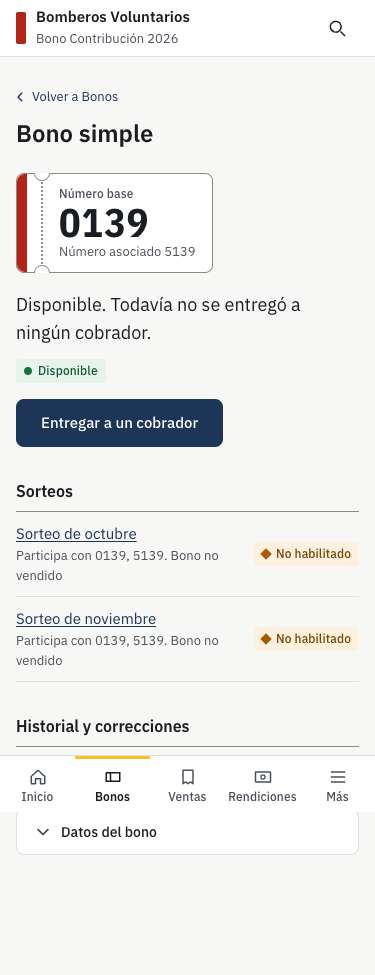 Bomberos Voluntarios
Bono Contribución 2026
Volver a Bonos
Bono simple
Número base
0139
Número asociado 5139
Disponible. Todavía no se entregó a
ningún cobrador.
Disponible
Entregar a un cobrador
Sorteos
Sorteo de octubre
Participa con 0139, 5139. Bono no
vendido
No habilitado
Sorteo de noviembre
Participa con 0139, 5139. Bono no
vendido
No habilitado
Historial y correcciones
Inicio
Bonos
Ventas
Rendiciones
Más
Datos del bono